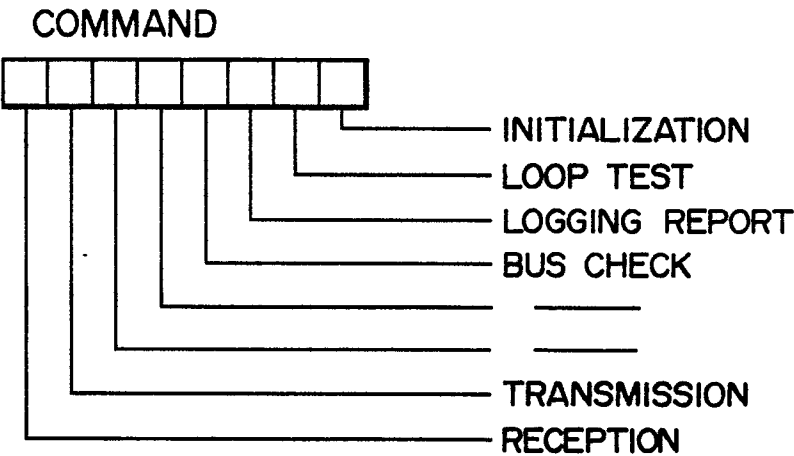 COMMAND
INITIALIZATION
LOOP TEST
LOGGING REPORT
BUS CHECK
TRANSMISSION
RECEPTION